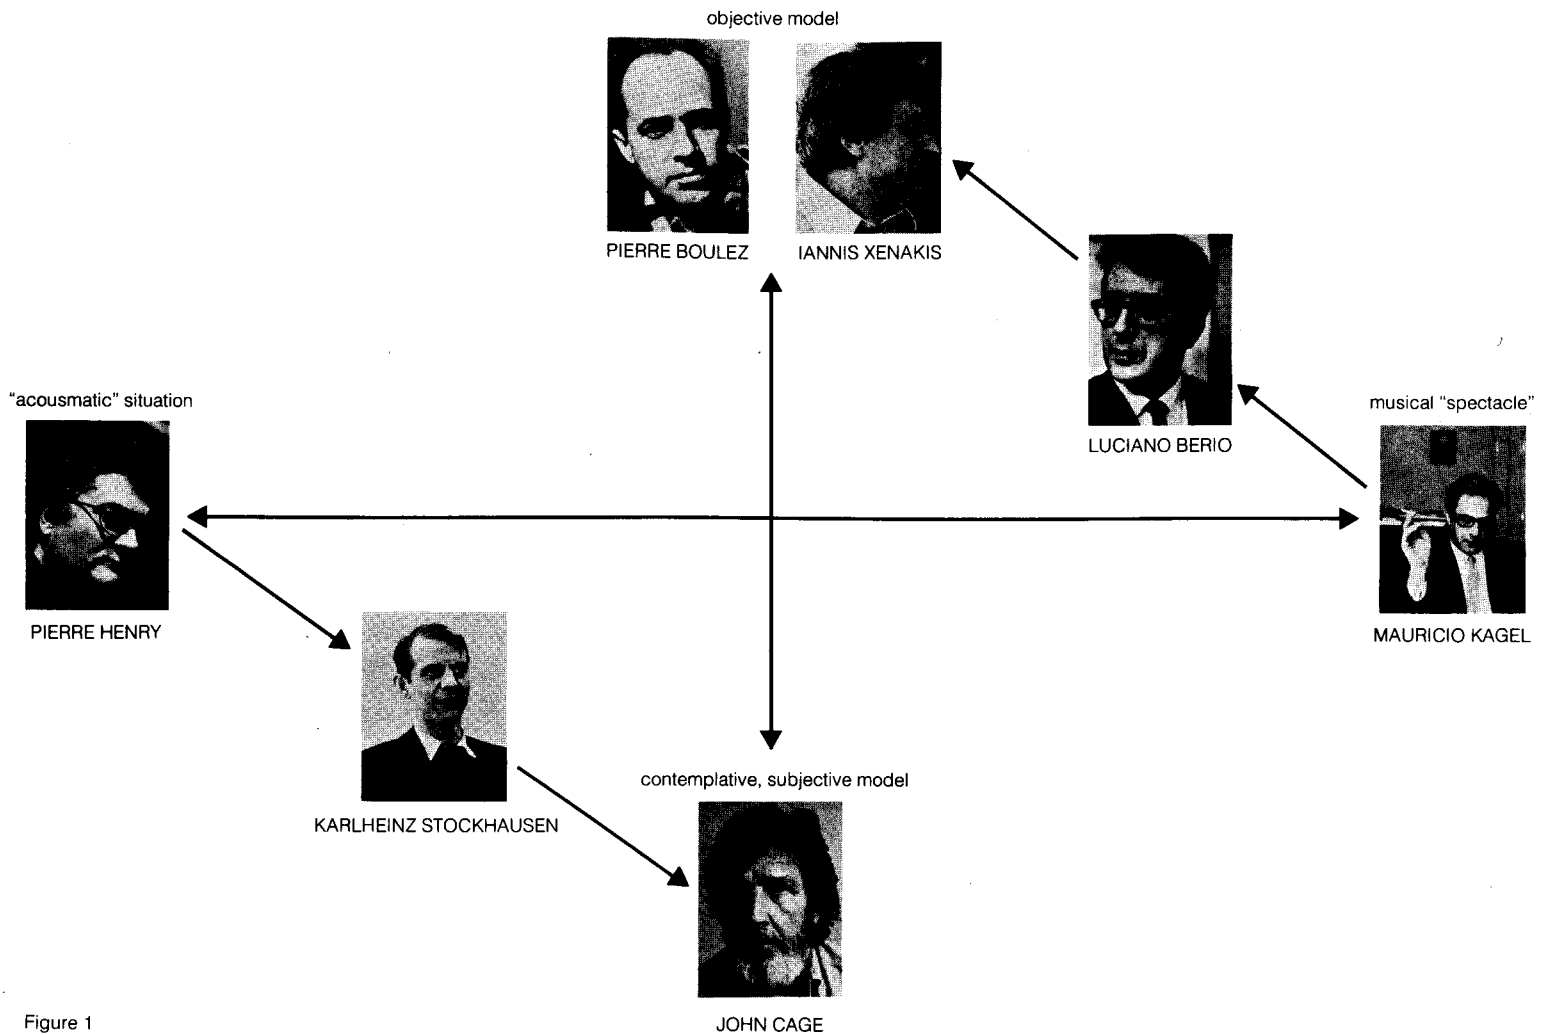 objective model
PIERRE BOULEZ
IANNIS XENAKIS
"acousmatic" situation
musical "spectacle"
LUCIANO BERIO
PIERRE HENRY
MAURICIO KAGEL
contemplative, subjective model
KARLHEINZ STOCKHAUSEN
Figure 1
JOHN CAGE